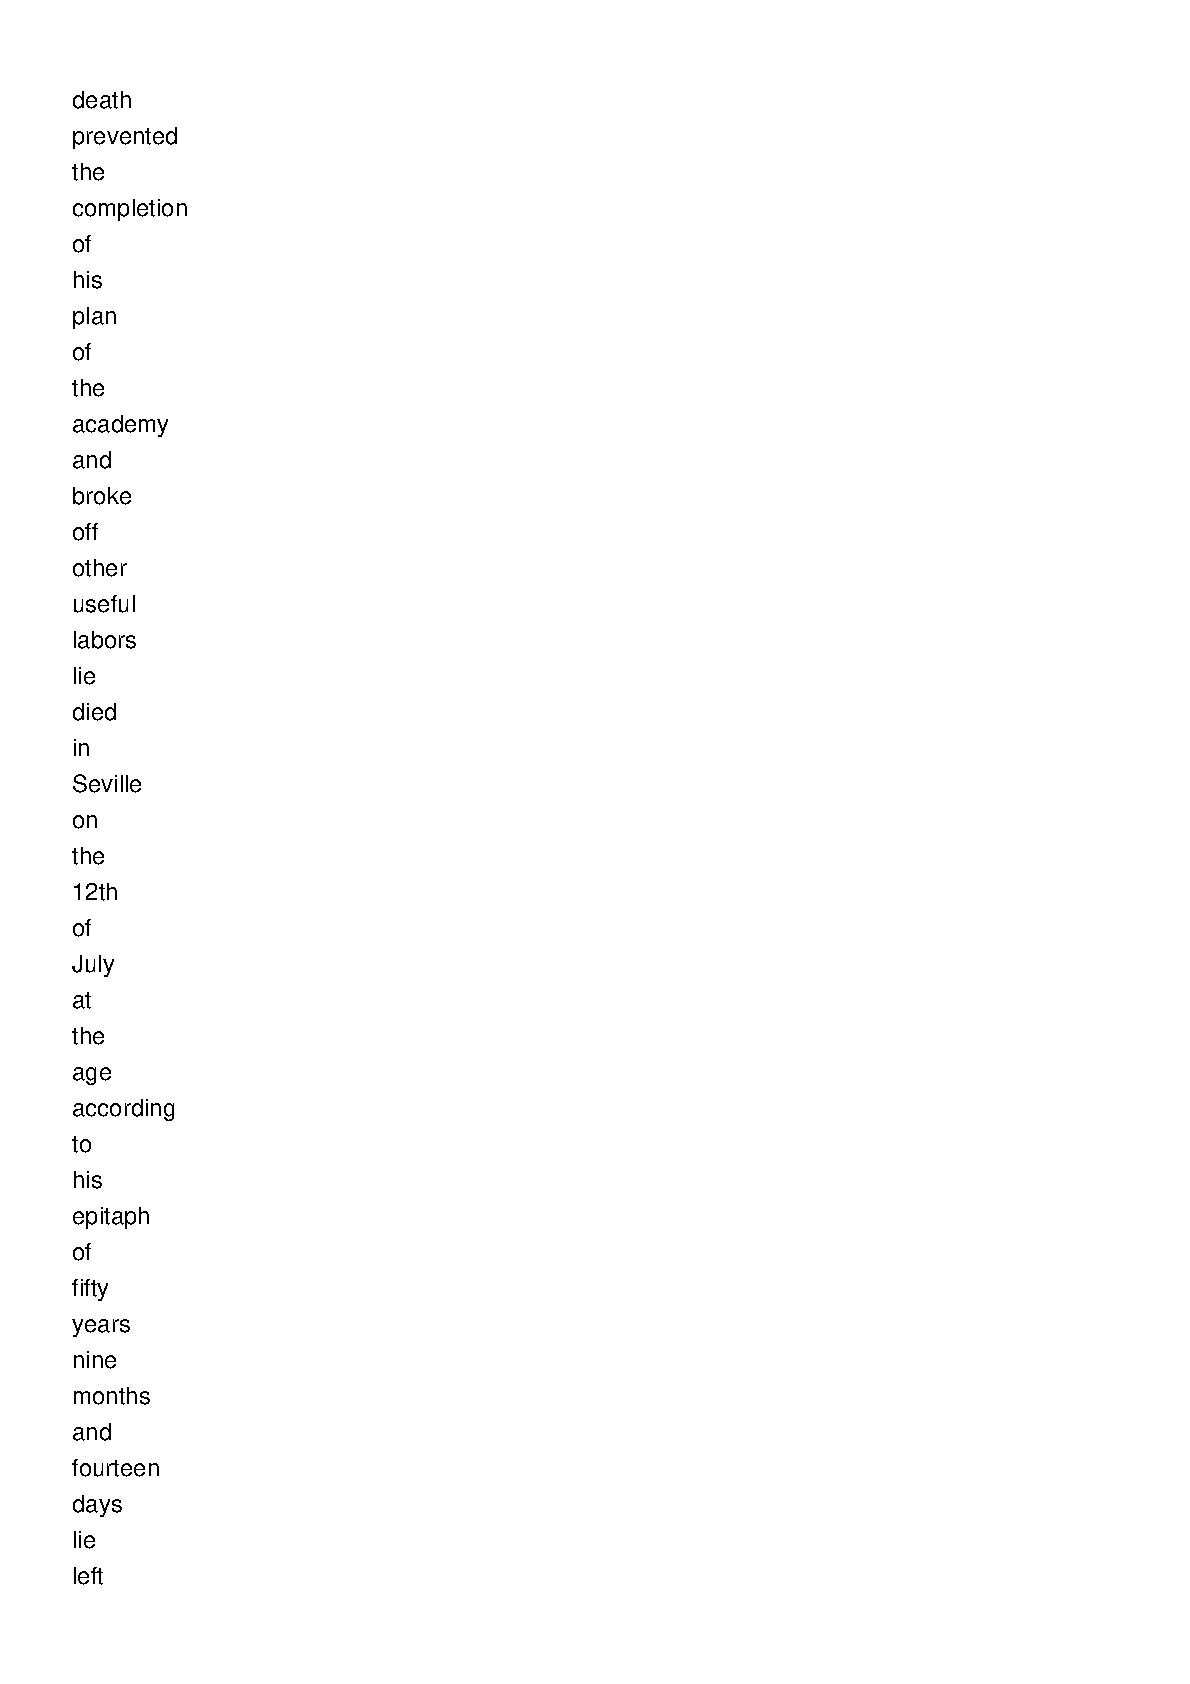 death
prevented
the
completion
of
his
plan
of
the
academy
and
broke
off
other
useful
labors
lie
died
in
Seville
on
the
12th
of
July
at
the
age
according
to
his
epitaph
of
fifty
years
nine
months
and
fourteen
days
lie
left